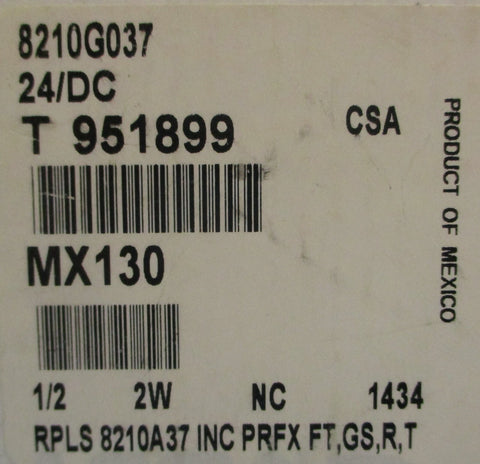 8210G037
24/DC
T 951899
CSA
MX130
1/2 2W NC 1434
RPLS 8210A37 INC PRFX FT,GS,R,T
PRODUCT OF MEXICO